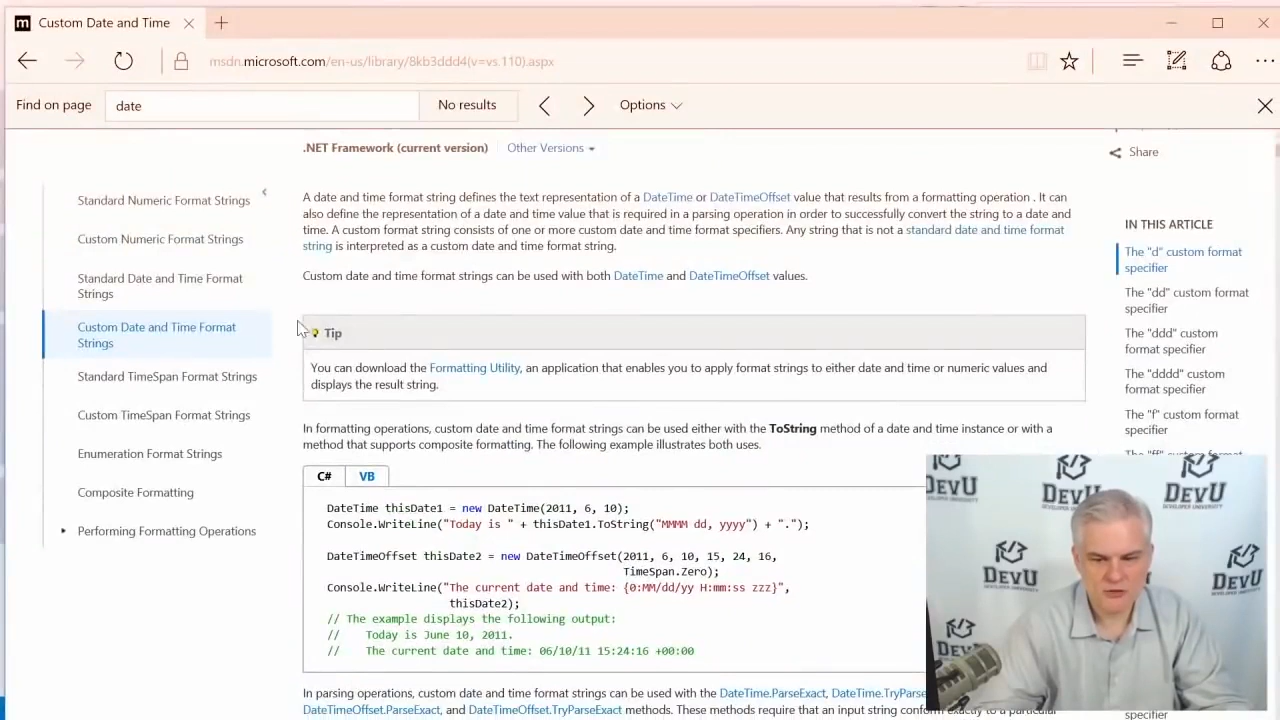 Custom Date and Time
msdn.microsoft.com/en-us/library/8kb3ddd4(v=vs.110).aspx
Find on page
date
No results
Options
.NET Framework (current version)
Other Versions
Share
Standard Numeric Format Strings
Custom Numeric Format Strings
Standard Date and Time Format
Strings
Custom Date and Time Format
Strings
Standard TimeSpan Format Strings
Custom TimeSpan Format Strings
Enumeration Format Strings
Composite Formatting
Performing Formatting Operations
A date and time format string defines the text representation of a DateTime or DateTimeOffset value that results from a formatting operation . It can
also define the representation of a date and time value that is required in a parsing operation in order to successfully convert the string to a date and
time. A custom format string consists of one or more custom date and time format specifiers. Any string that is not a standard date and time format
string is interpreted as a custom date and time format string.
Custom date and time format strings can be used with both DateTime and DateTimeOffset values.
Tip
You can download the Formatting Utility, an application that enables you to apply format strings to either date and time or numeric values and
displays the result string.
In formatting operations, custom date and time format strings can be used either with the ToString method of a date and time instance or with a
method that supports composite formatting. The following example illustrates both uses.
C#
VB
DateTime thisDate1 = new DateTime(2011, 6, 10);
Console.WriteLine("Today is " + thisDate1.ToString("MMMM dd, yyyy") + ".");
DateTimeOffset thisDate2 = new DateTimeOffset(2011, 6, 10, 15, 24, 16,
TimeSpan.Zero);
Console.WriteLine("The current date and time: {0:MM/dd/yy H:mm:ss zzz}",
thisDate2);
// The example displays the following output:
// Today is June 10, 2011.
// The current date and time: 06/10/11 15:24:16 +00:00
In parsing operations, custom date and time format strings can be used with the DateTime.ParseExact, DateTime.TryParse
DateTimeOffset.ParseExact, and DateTimeOffset.TryParseExact methods. These methods require that an input string conform exactly to a particular
IN THIS ARTICLE
The "d" custom format
specifier
The "dd" custom format
specifier
The "ddd" custom
format specifier
The "dddd" custom
format specifier
The "f" custom format
specifier
The "ff" custom format
specifier
DevU
DevU
DEVELOPER UNIVERSITY
DevU
DEVELOPER UNIVERSITY
DevU
DEVELOPER UNIVERSITY
DevU
DEVELOPER UNIVERSITY
DevU